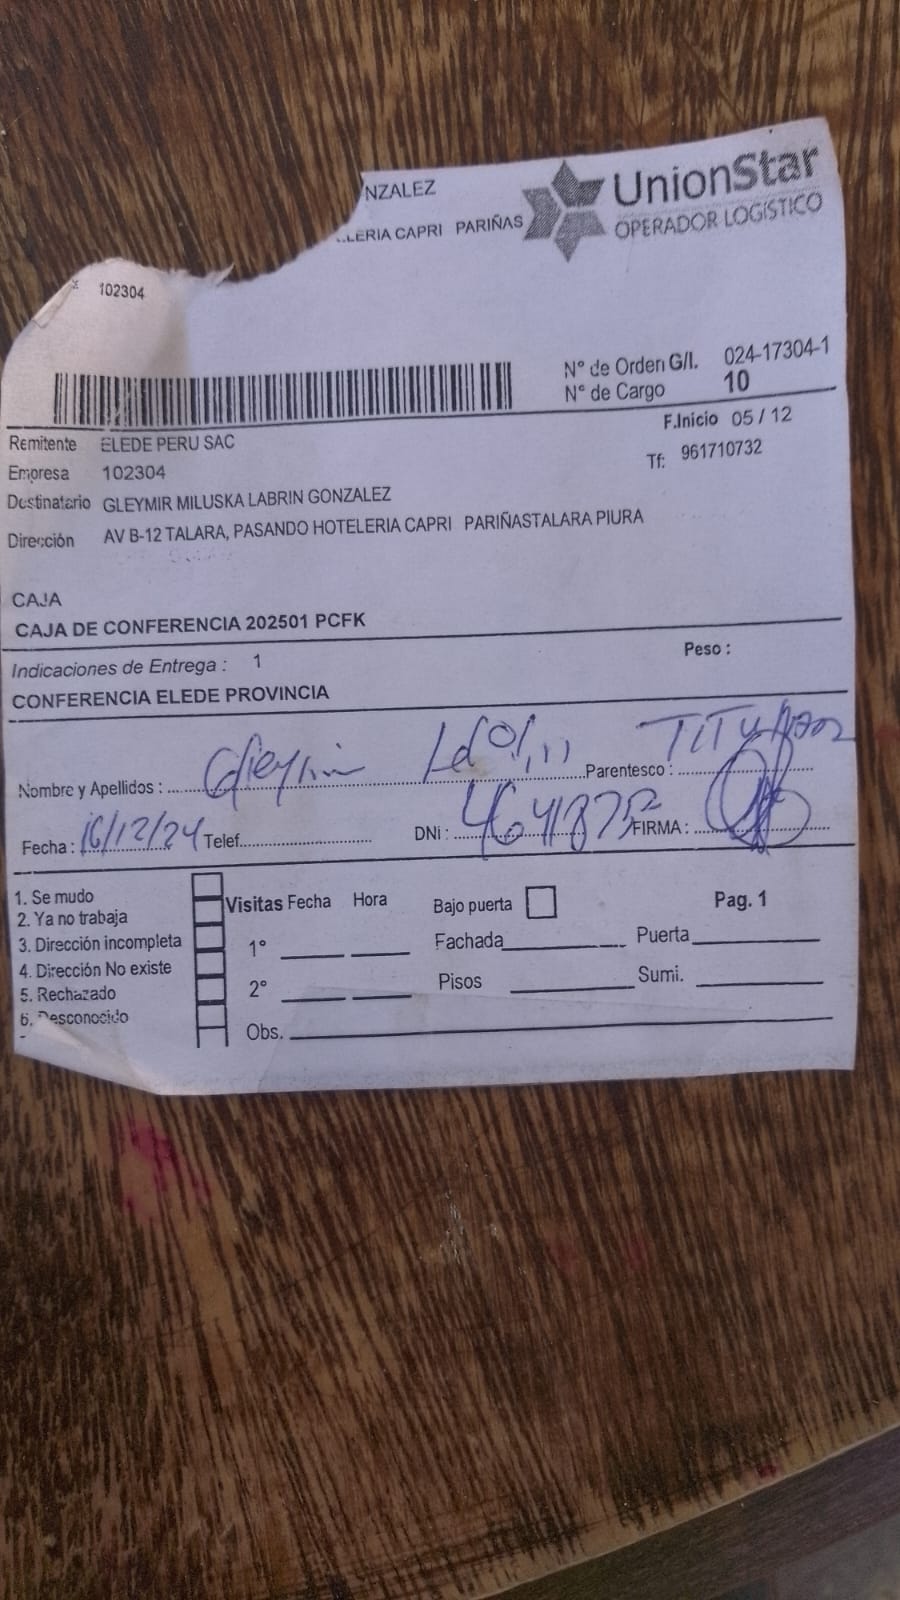 NZALEZ
LERIA CAPRI PARIÑAS
UnionStar
OPERADOR LOGISTICO
102304
N° de Orden G/I. 024-17304-1
N° de Cargo 10
F.Inicio 05 / 12
Remitente ELEDE PERU SAC
Tf: 961710732
Empresa 102304
Destinatario GLEYMIR MILUSKA LABRIN GONZALEZ
Dirección AV B-12 TALARA, PASANDO HOTELERIA CAPRI PARIÑASTALARA PIURA
CAJA
CAJA DE CONFERENCIA 202501 PCFK
Indicaciones de Entrega : 1 Peso :
CONFERENCIA ELEDE PROVINCIA
Nombre y Apellidos : Parentesco :
Fecha : 16/12/24 Telef. DNi : FIRMA :
1. Se mudo
2. Ya no trabaja
3. Dirección incompleta
4. Dirección No existe
5. Rechazado
6. Desconocido
Visitas Fecha Hora Bajo puerta Pag. 1
1° Fachada Puerta
2° Pisos Sumi.
Obs.